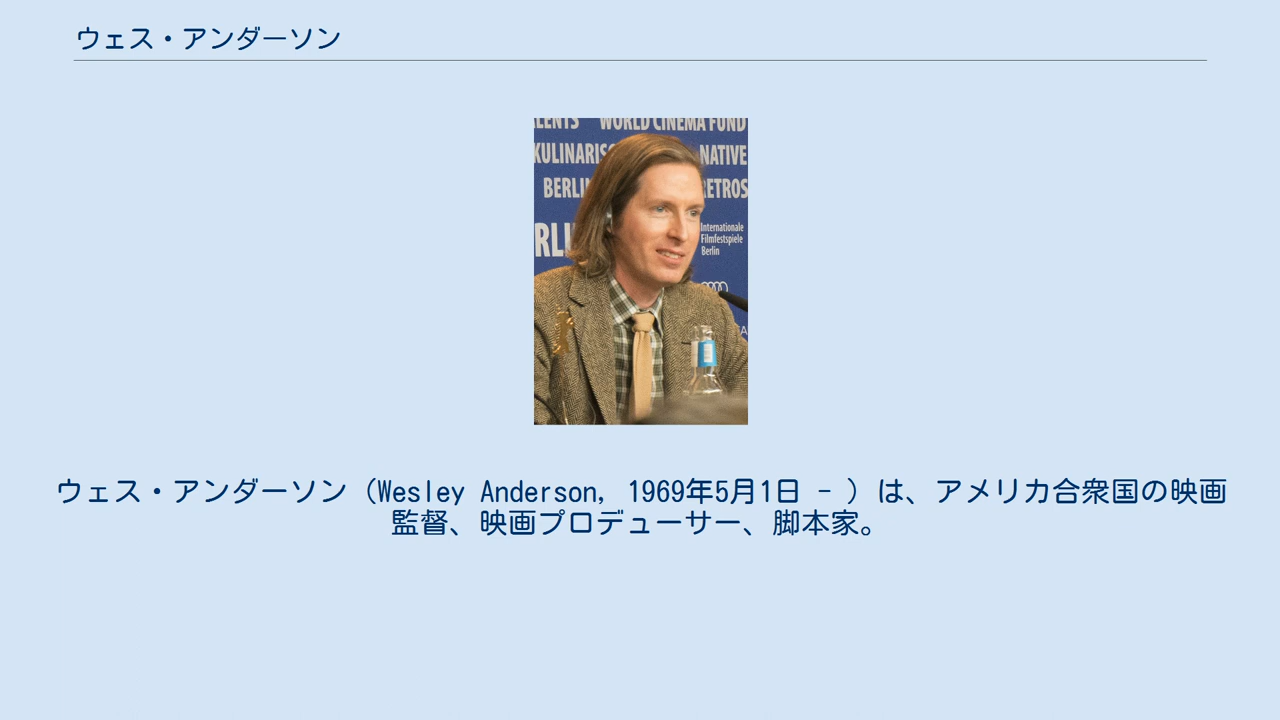 ウェス・アンダーソン
WORLD CINEMA FUND
KULINARIS
NATIVE
BERLI
RETROS
RLI
Internationale
Filmfestspiele
Berlin
ウェス・アンダーソン（Wesley Anderson, 1969年5月1日 - ）は、アメリカ合衆国の映画
監督、映画プロデューサー、脚本家。